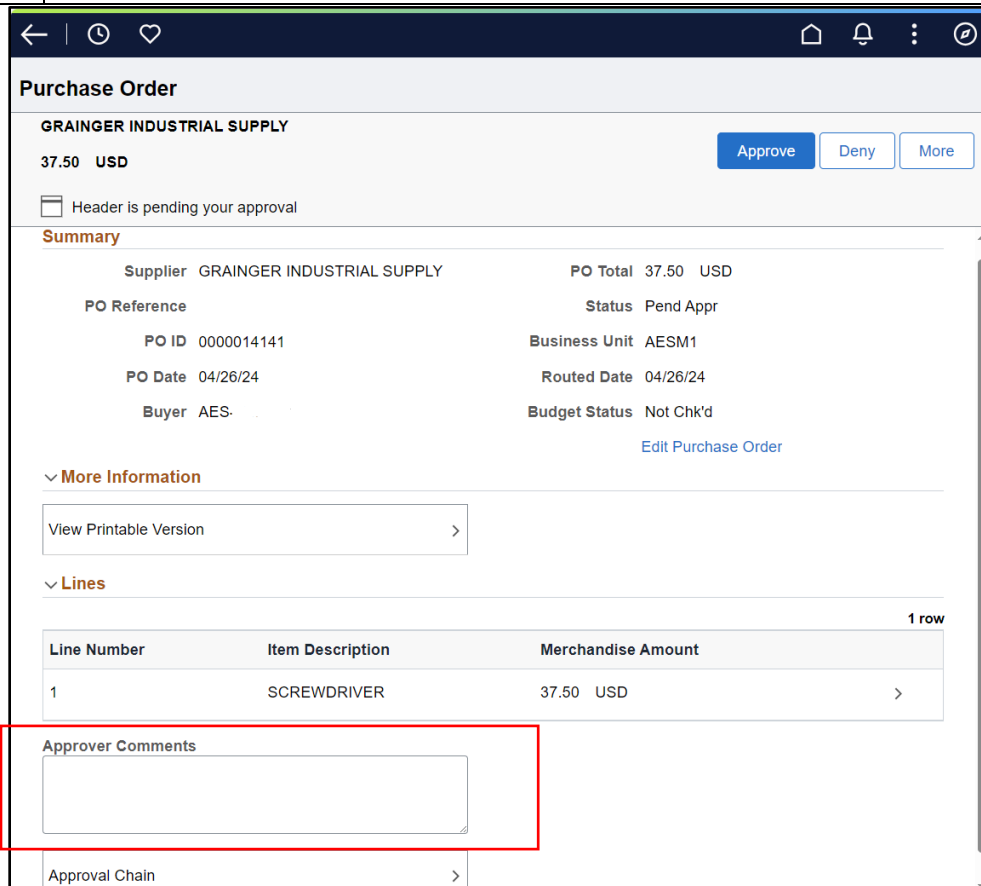 Purchase Order
GRAINGER INDUSTRIAL SUPPLY
37.50 USD
Approve Deny More
Header is pending your approval
Summary
Supplier GRAINGER INDUSTRIAL SUPPLY PO Total 37.50 USD
PO Reference Status Pend Appr
PO ID 0000014141 Business Unit AESM1
PO Date 04/26/24 Routed Date 04/26/24
Buyer AES- Budget Status Not Chk'd
Edit Purchase Order
More Information
View Printable Version
Lines
1 row
Line Number Item Description Merchandise Amount
1 SCREWDRIVER 37.50 USD
Approver Comments
Approval Chain